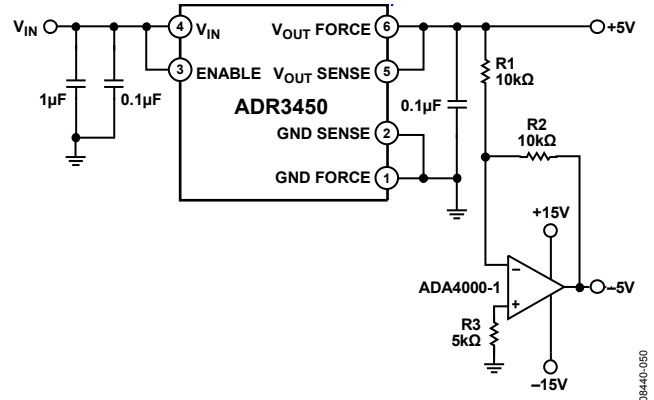 VIN
4
VIN
VOUT FORCE
6
+5V
3
ENABLE
VOUT SENSE
5
R1
10kΩ
1µF
0.1µF
ADR3450
0.1µF
GND SENSE
2
R2
10kΩ
GND FORCE
1
+15V
–
ADA4000-1
–5V
+
R3
5kΩ
–15V
08440-050